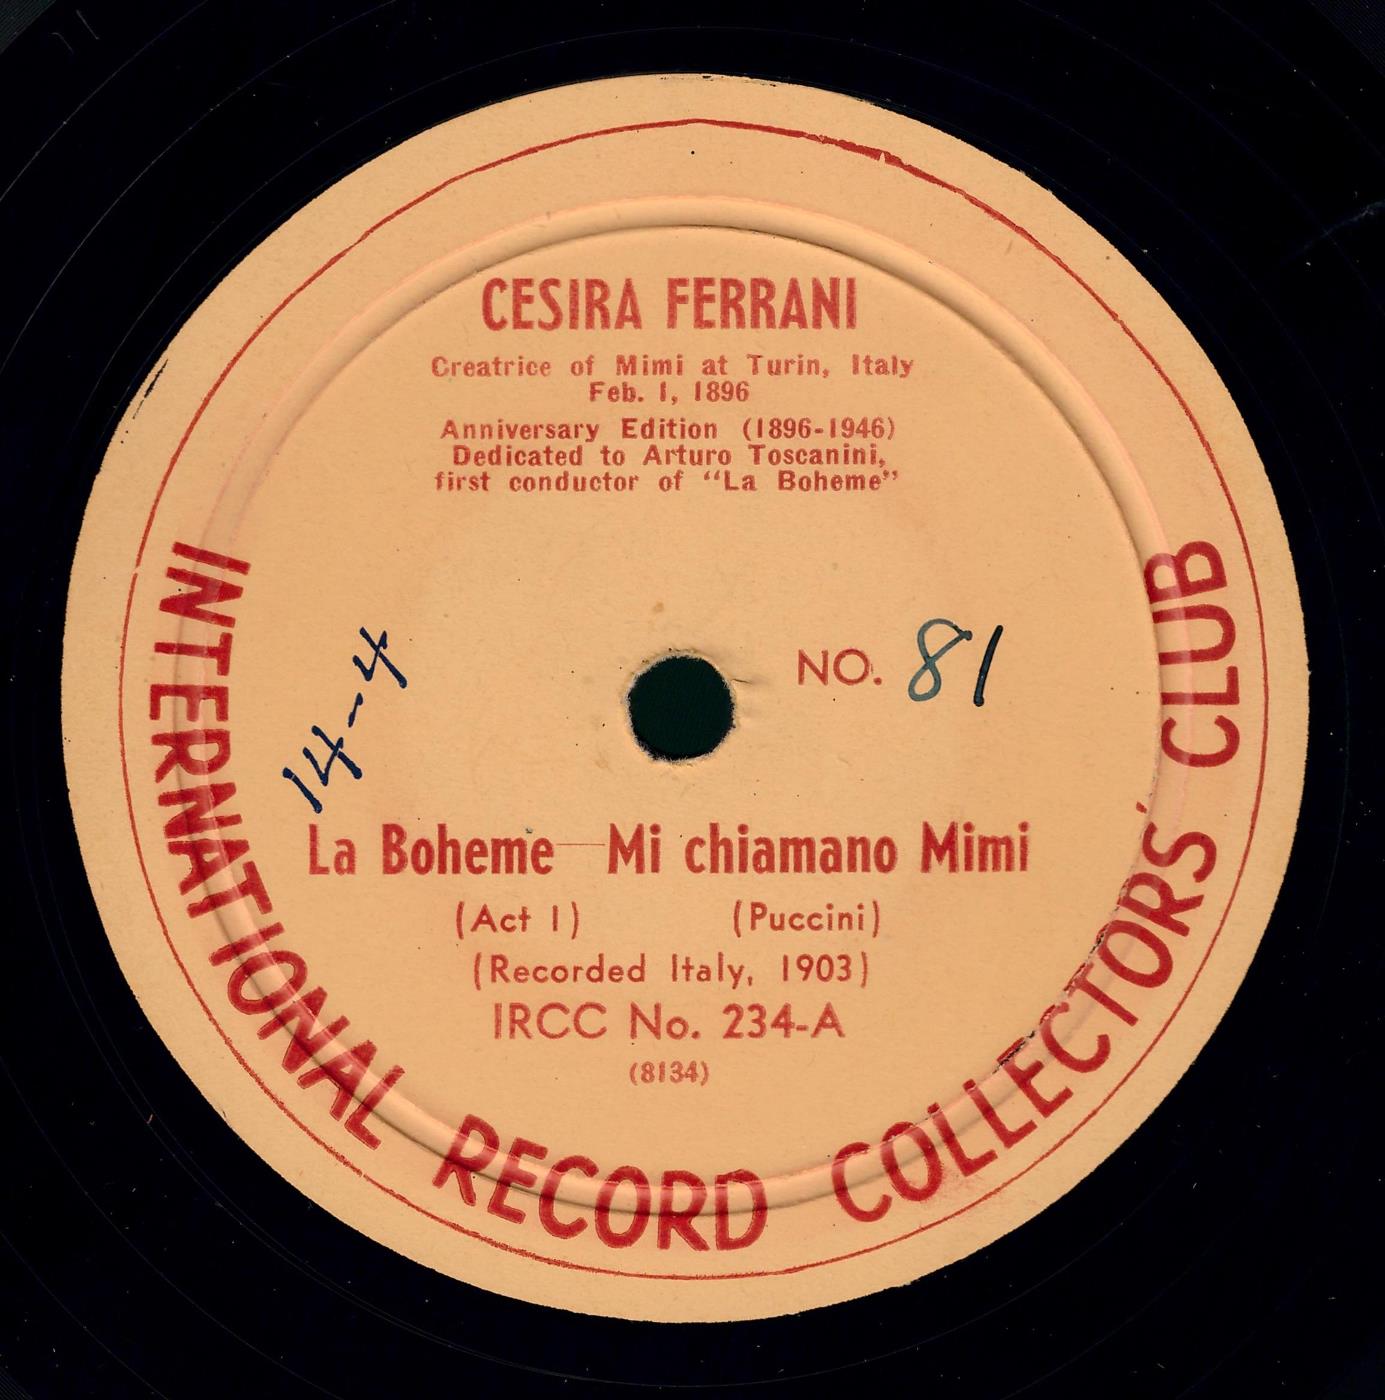 CESIRA FERRANI
Creatrice of Mimi at Turin, Italy
Feb. 1, 1896
Anniversary Edition (1896-1946)
Dedicated to Arturo Toscanini,
first conductor of “La Boheme”
NO. 81
14-4
La Boheme—Mi chiamano Mimi
(Act I) (Puccini)
(Recorded Italy, 1903)
IRCC No. 234-A
(8134)
INTERNATIONAL RECORD COLLECTORS' CLUB